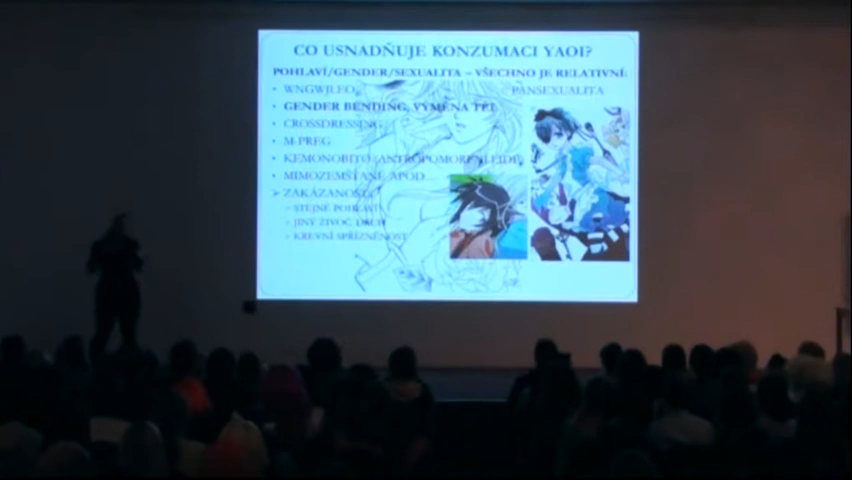 CO USNADŇUJE KONZUMACI YAOI?
POHLAVÍ/GENDER/SEXUALITA – VŠECHNO JE RELATIVNÍ:
• WNGWJLEO, PANSEXUALITA
• GENDER BENDING, VÝMĚNA TĚL
• CROSSDRESSING
• M-PREG
• KEMONOBITO (ANTROPOMORFNÍ LIDÉ)
• MIMOZEMŠŤANÉ APOD.
➢ ZAKÁZANOST:
➢ STEJNÉ POHLAVÍ
➢ JINÝ ŽIVOČ. DRUH
➢ KREVNÍ SPŘÍZNĚNOST